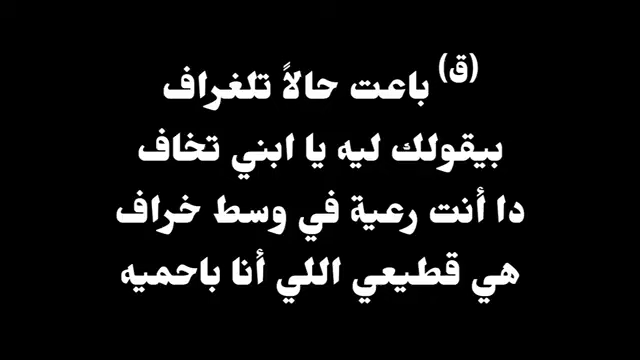 (ق) باعت حالاً تلغراف
بيقولك ليه يا ابني تخاف
دا أنت رعية في وسط خراف
هي قطيعي اللي أنا باحميه